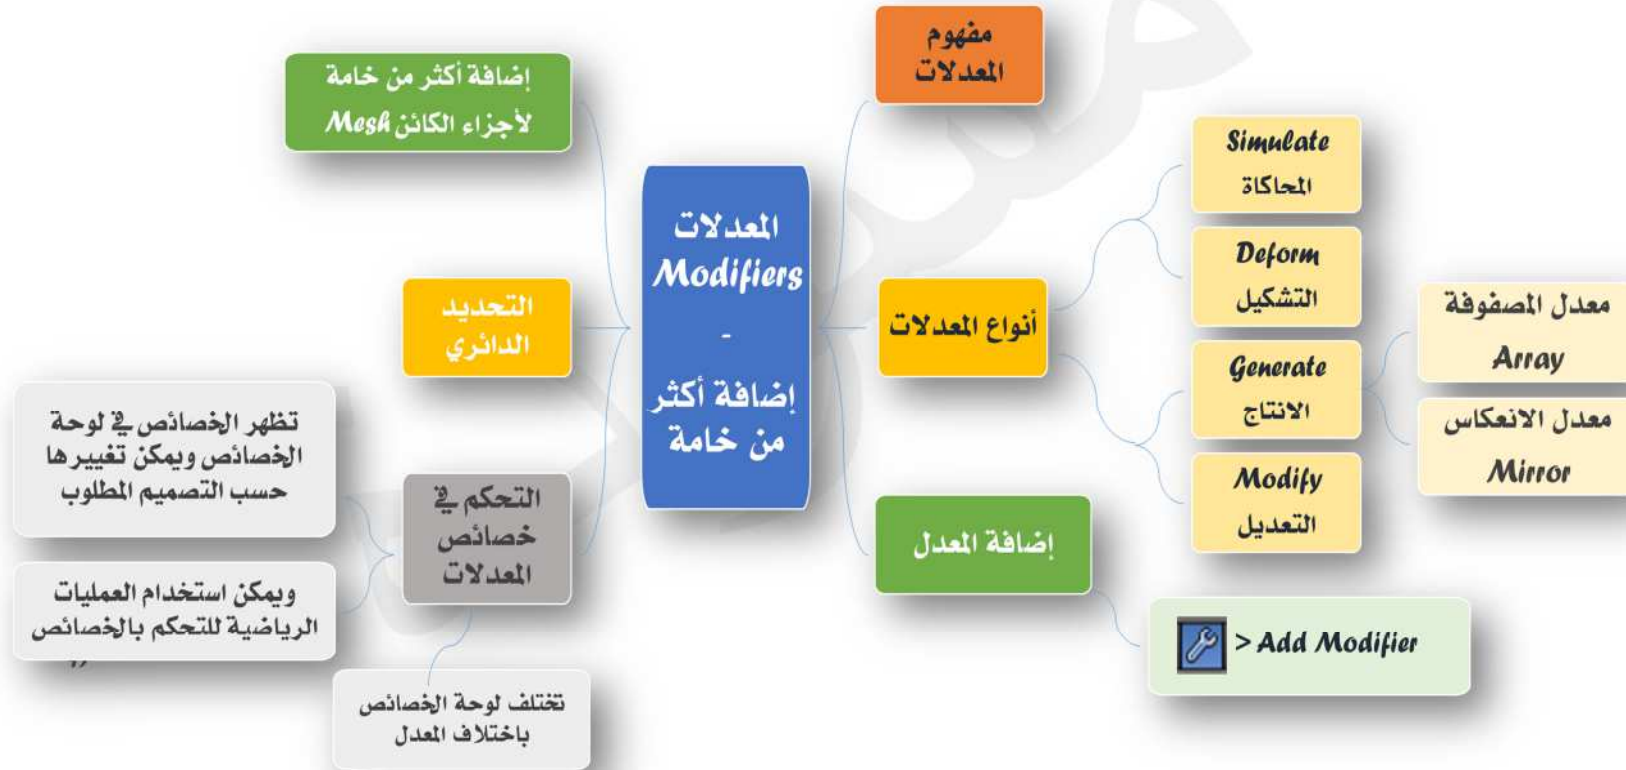 المعدلات
Modifiers
-
إضافة أكثر
من خامة
مفهوم
المعدلات
أنواع المعدلات
Simulate
المحاكاة
Deform
التشكيل
Generate
الانتاج
Modify
التعديل
معدل المصفوفة
Array
معدل الانعكاس
Mirror
إضافة المعدل
> Add Modifier
إضافة أكثر من خامة
لأجزاء الكائن Mesh
التحديد
الدائري
التحكم في
خصائص
المعدلات
تظهر الخصائص في لوحة
الخصائص ويمكن تغييرها
حسب التصميم المطلوب
ويمكن استخدام العمليات
الرياضية للتحكم بالخصائص
تختلف لوحة الخصائص
باختلاف المعدل